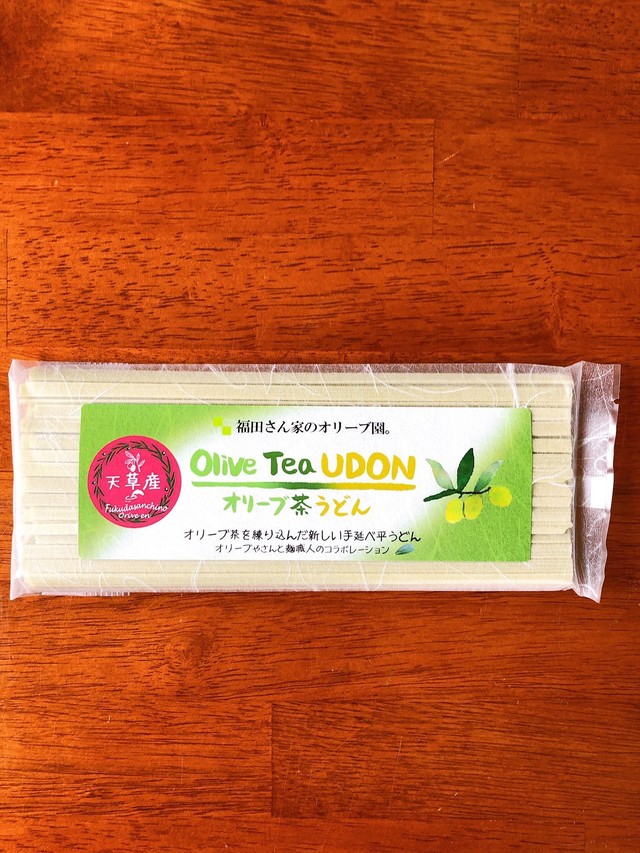 福田さん家のオリーブ園。
Olive Tea UDON
オリーブ茶うどん
天草産
Fukudasanchino
Orive en
オリーブ茶を練り込んだ新しい手延べ平うどん
オリーブやさんと麺職人のコラボレーション